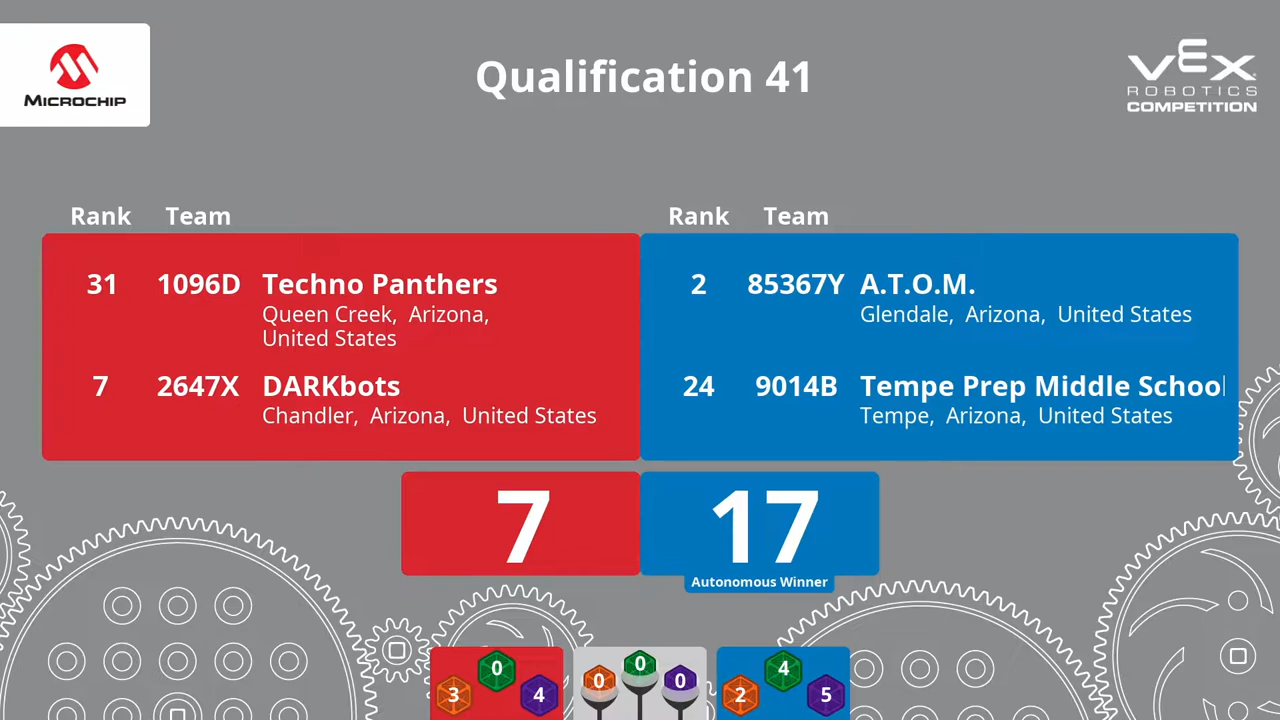 MICROCHIP
Qualification 41
VEX
ROBOTICS
COMPETITION
Rank Team
31 1096D Techno Panthers
Queen Creek, Arizona,
United States
7 2647X DARKbots
Chandler, Arizona, United States
Rank Team
2 85367Y A.T.O.M.
Glendale, Arizona, United States
24 9014B Tempe Prep Middle School
Tempe, Arizona, United States
7
17
Autonomous Winner
0
3 4
0
0 0
4
2 5